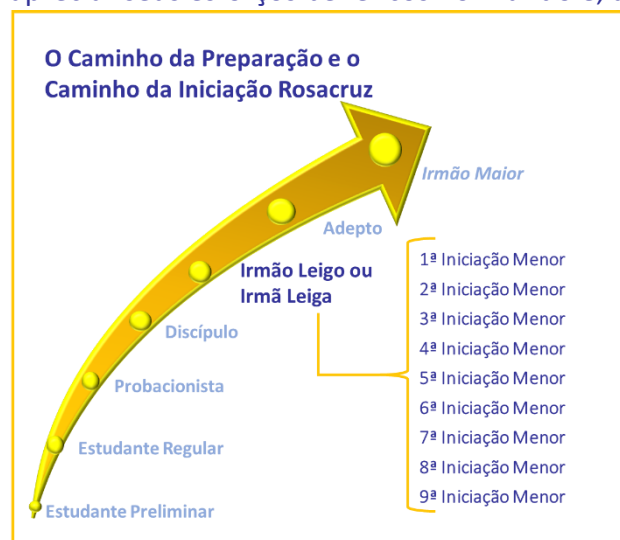 O Caminho da Preparação e o
Caminho da Iniciação Rosacruz
Irmão Maior
Adepto
Irmão Leigo ou
Irmã Leiga
Discípulo
Probacionista
Estudante Regular
Estudante Preliminar
1ª Iniciação Menor
2ª Iniciação Menor
3ª Iniciação Menor
4ª Iniciação Menor
5ª Iniciação Menor
6ª Iniciação Menor
7ª Iniciação Menor
8ª Iniciação Menor
9ª Iniciação Menor